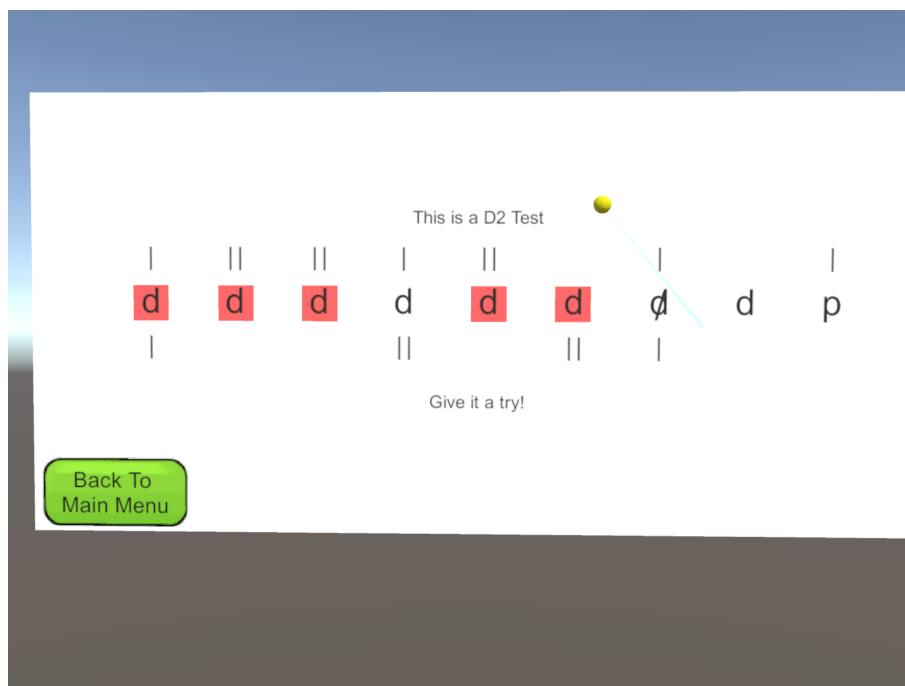 This is a D2 Test
| || || | || | |
d d d d d d d d p
| || || |
Give it a try!
Back To
Main Menu